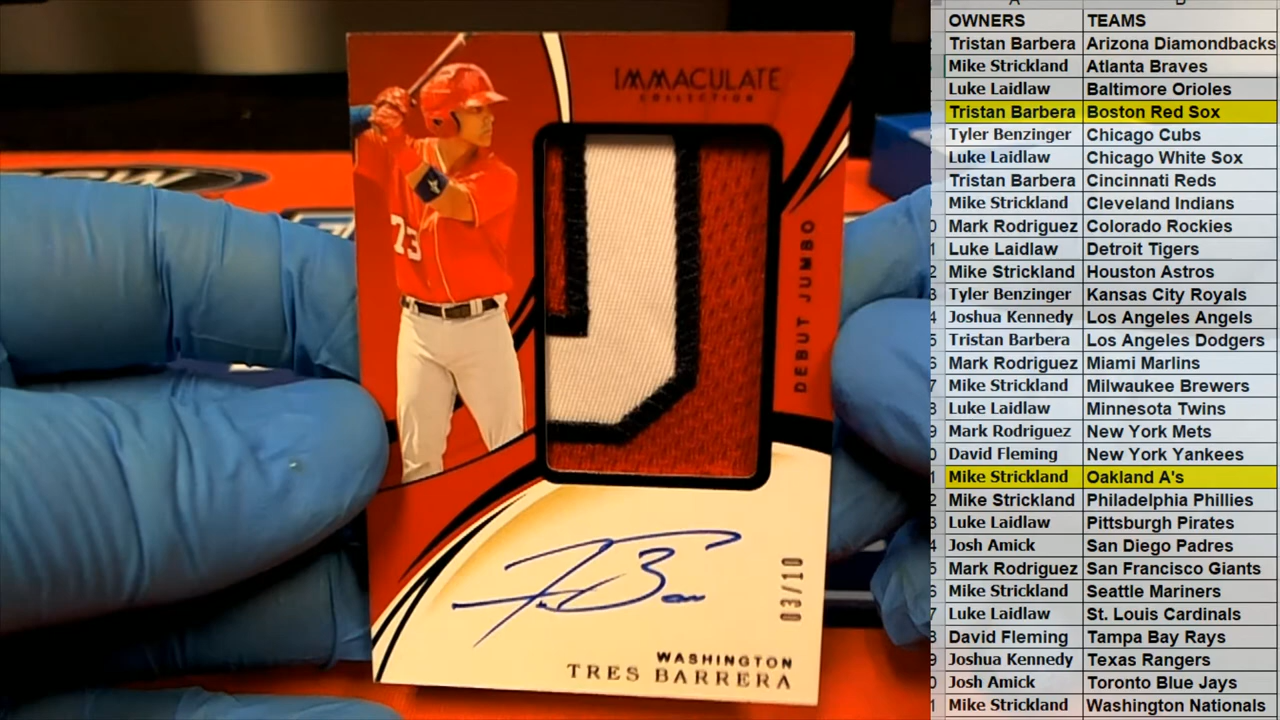 IMMACULATE
COLLECTION
73
DEBUT JUMBO
03/10
WASHINGTON
TRES BARRERA
OWNERS TEAMS
Tristan Barbera Arizona Diamondbacks
Mike Strickland Atlanta Braves
Luke Laidlaw Baltimore Orioles
Tristan Barbera Boston Red Sox
Tyler Benzinger Chicago Cubs
Luke Laidlaw Chicago White Sox
Tristan Barbera Cincinnati Reds
Mike Strickland Cleveland Indians
Mark Rodriguez Colorado Rockies
Luke Laidlaw Detroit Tigers
Mike Strickland Houston Astros
Tyler Benzinger Kansas City Royals
Joshua Kennedy Los Angeles Angels
Tristan Barbera Los Angeles Dodgers
Mark Rodriguez Miami Marlins
Mike Strickland Milwaukee Brewers
Luke Laidlaw Minnesota Twins
Mark Rodriguez New York Mets
David Fleming New York Yankees
Mike Strickland Oakland A's
Mike Strickland Philadelphia Phillies
Luke Laidlaw Pittsburgh Pirates
Josh Amick San Diego Padres
Mark Rodriguez San Francisco Giants
Mike Strickland Seattle Mariners
Luke Laidlaw St. Louis Cardinals
David Fleming Tampa Bay Rays
Joshua Kennedy Texas Rangers
Josh Amick Toronto Blue Jays
Mike Strickland Washington Nationals